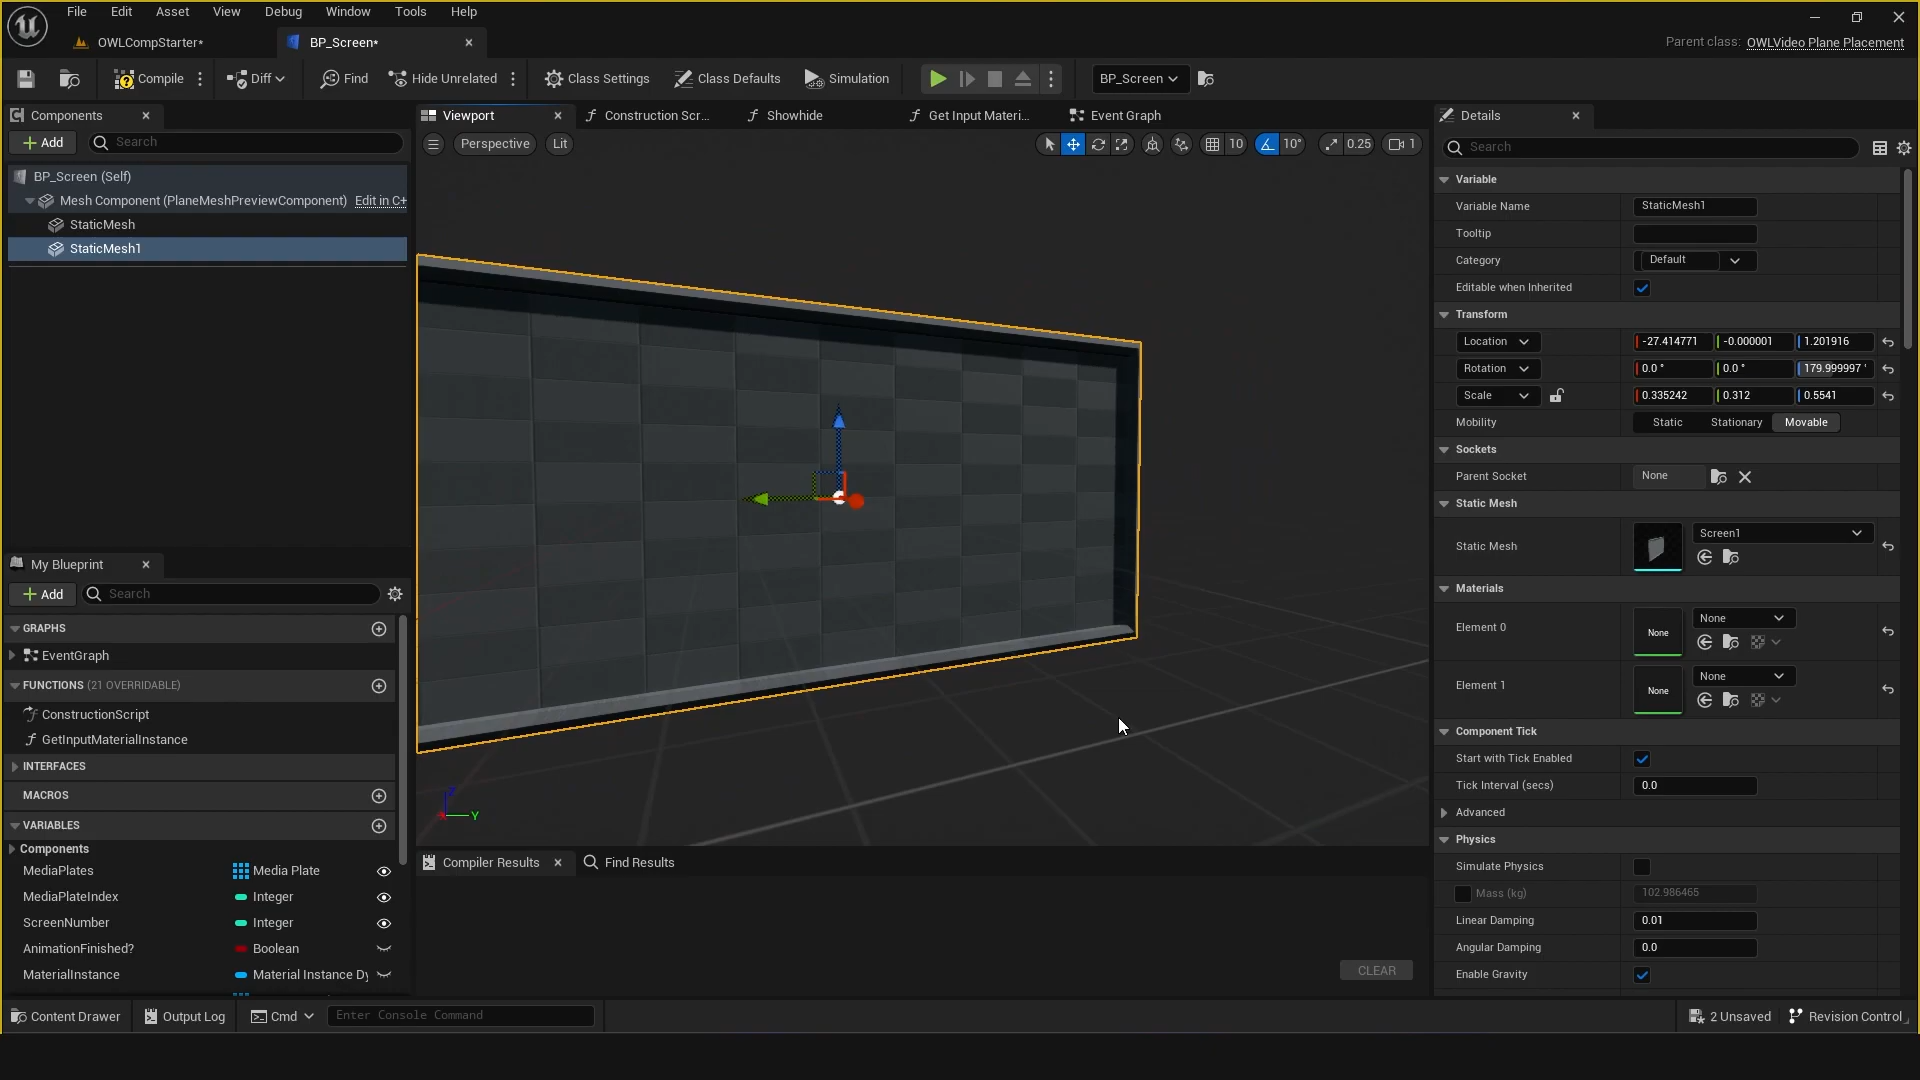 File Edit Asset View Debug Window Tools Help
OWLCompStarter*
BP_Screen*
Parent class: OWLVideo Plane Placement
Compile
Diff
Find
Hide Unrelated
Class Settings
Class Defaults
Simulation
BP_Screen
Components
Add
Search
BP_Screen (Self)
Mesh Component (PlaneMeshPreviewComponent) Edit in C+
StaticMesh
StaticMesh1
My Blueprint
Add
Search
GRAPHS
EventGraph
FUNCTIONS (21 OVERRIDABLE)
ConstructionScript
GetInputMaterialInstance
INTERFACES
MACROS
VARIABLES
Components
MediaPlates Media Plate
MediaPlateIndex Integer
ScreenNumber Integer
AnimationFinished? Boolean
MaterialInstance Material Instance Dy
Viewport
Construction Scr...
Showhide
Get Input Materi...
Event Graph
Perspective
Lit
10
10°
0.25
1
Z
Y
Compiler Results
Find Results
CLEAR
Details
Search
Variable
Variable Name StaticMesh1
Tooltip
Category Default
Editable when Inherited
Transform
Location -27.414771 -0.000001 1.201916
Rotation 0.0 ° 0.0 ° 179.999997 °
Scale 0.335242 0.312 0.5541
Mobility Static Stationary Movable
Sockets
Parent Socket None
Static Mesh
Static Mesh Screen1
Materials
Element 0 None None
Element 1 None None
Component Tick
Start with Tick Enabled
Tick Interval (secs) 0.0
Advanced
Physics
Simulate Physics
Mass (kg) 102.986465
Linear Damping 0.01
Angular Damping 0.0
Enable Gravity
Content Drawer
Output Log
Cmd
Enter Console Command
2 Unsaved
Revision Control